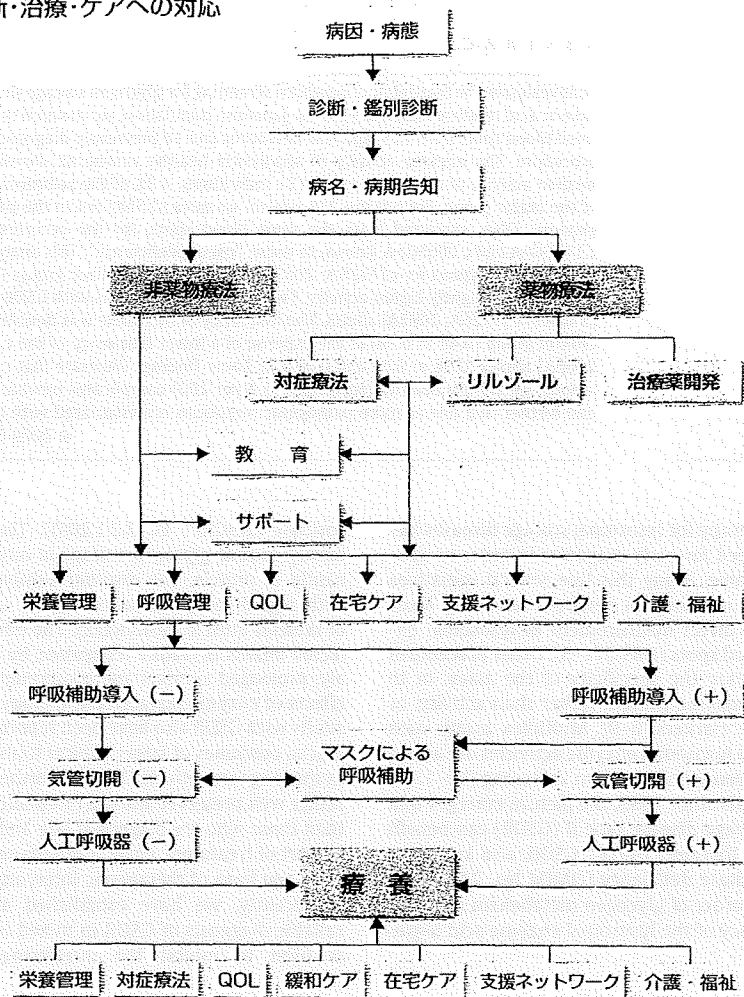 ・治療・ケアへの対応
病因・病態
診断・鑑別診断
病名・病期告知
非薬物療法
薬物療法
対症療法
リルゾール
治療薬開発
教　育
サポート
栄養管理
呼吸管理
QOL
在宅ケア
支援ネットワーク
介護・福祉
呼吸補助導入（－）
呼吸補助導入（＋）
マスクによる
呼吸補助
気管切開（－）
気管切開（＋）
人工呼吸器（－）
人工呼吸器（＋）
療　養
栄養管理
対症療法
QOL
緩和ケア
在宅ケア
支援ネットワーク
介護・福祉